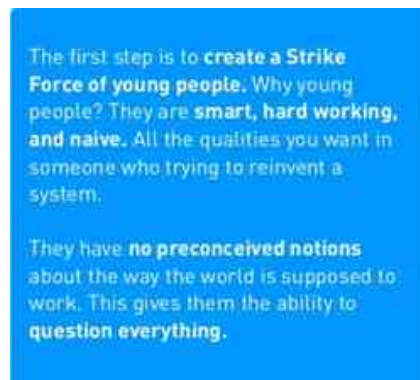 The first step is to create a Strike
Force of young people. Why young
people? They are smart, hard working,
and naive. All the qualities you want in
someone who trying to reinvent a
system.
They have no preconceived notions
about the way the world is supposed to
work. This gives them the ability to
question everything.